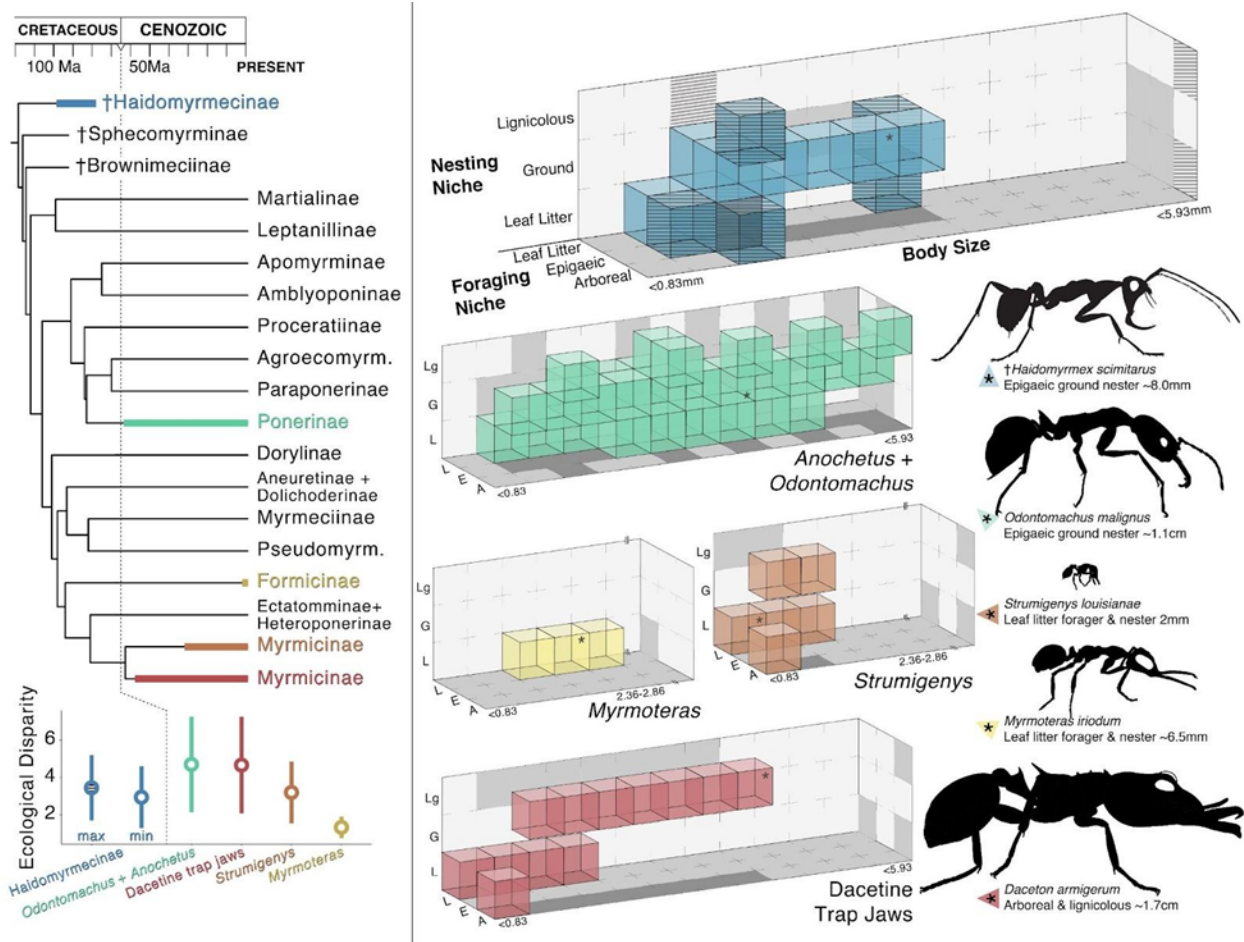 CRETACEOUS CENOZOIC
100 Ma 50Ma PRESENT
†Haidomyrmecinae
†Sphecomyrminae
†Brownimeciinae
Martialinae
Leptanillinae
Apomyrminae
Amblyoponinae
Proceratiinae
Agroecomyrm.
Paraponerinae
Ponerinae
Dorylinae
Aneuretinae +
Dolichoderinae
Myrmeciinae
Pseudomyrm.
Formicinae
Ectatomminae+
Heteroponerinae
Myrmicinae
Myrmicinae
Ecological Disparity
6
4
2
max min
Haidomyrmecinae
Odontomachus + Anochetus
Dacetine trap jaws
Strumigenys
Myrmoteras
Nesting
Niche
Lignicolous
Ground
Leaf Litter
Foraging
Niche
Leaf Litter
Epigaeic
Arboreal
<0.83mm
Body Size
<5.93mm
*
Lg
G
L
L
E
A
<0.83
<5.93
*
Anochetus +
Odontomachus
L
E
A
<0.83
2.36-2.86
Lg
G
L
*
Myrmoteras
Lg
G
L
L
E
A
<0.83
2.36-2.86
*
Strumigenys
Lg
G
L
L
E
A
<0.83
<5.93
*
Dacetine
Trap Jaws
*
†Haidomyrmex scimitarus
Epigaeic ground nester ~8.0mm
*
Odontomachus malignus
Epigaeic ground nester ~1.1cm
*
Strumigenys louisianae
Leaf litter forager & nester 2mm
*
Myrmoteras iriodum
Leaf litter forager & nester ~6.5mm
*
Daceton armigerum
Arboreal & lignicolous ~1.7cm